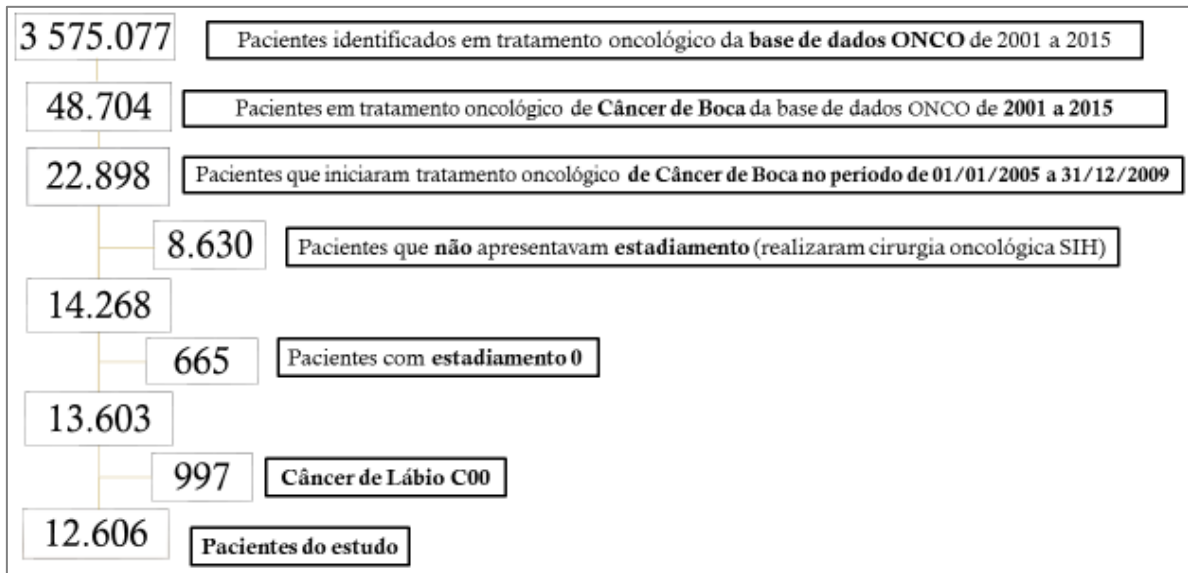 3 575.077
Pacientes identificados em tratamento oncológico da base de dados ONCO de 2001 a 2015
48.704
Pacientes em tratamento oncológico de Câncer de Boca da base de dados ONCO de 2001 a 2015
22.898
Pacientes que iniciaram tratamento oncológico de Câncer de Boca no período de 01/01/2005 a 31/12/2009
8.630
Pacientes que não apresentavam estadiamento (realizaram cirurgia oncológica SIH)
14.268
665
Pacientes com estadiamento 0
13.603
997
Câncer de Lábio C00
12.606
Pacientes do estudo